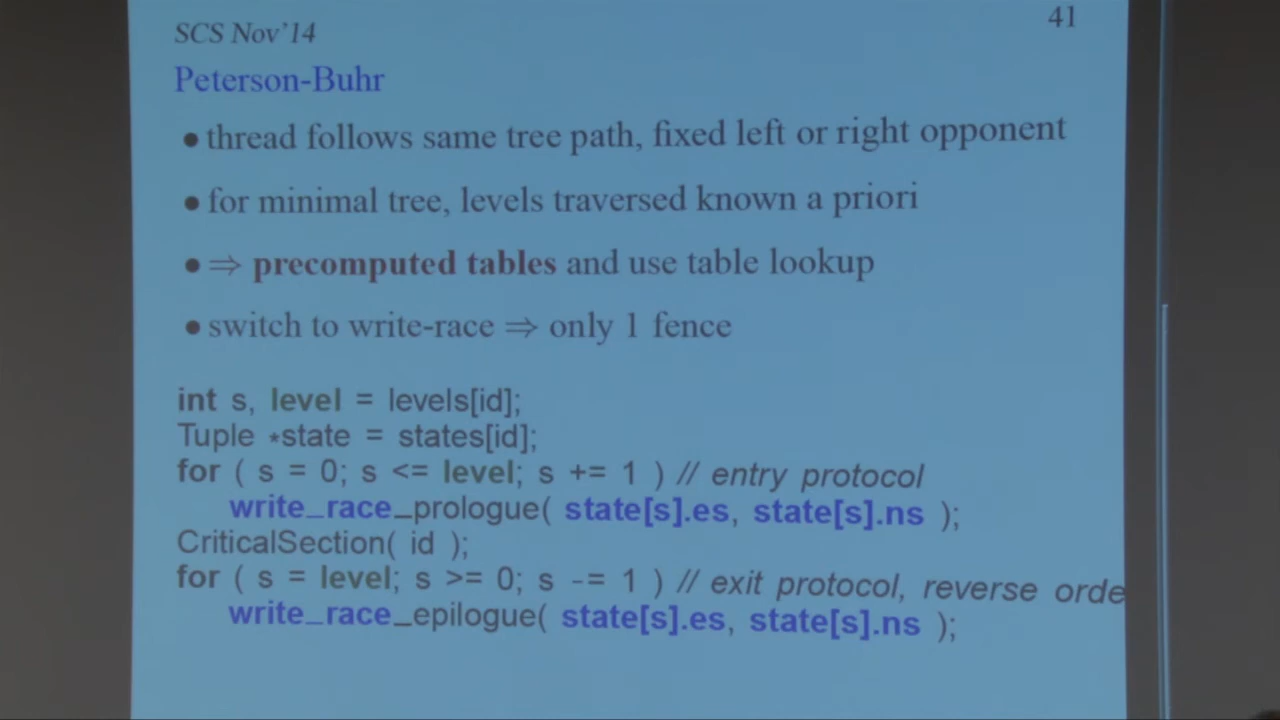 SCS Nov'14
41
Peterson-Buhr
• thread follows same tree path, fixed left or right opponent
• for minimal tree, levels traversed known a priori
• ⇒ precomputed tables and use table lookup
• switch to write-race ⇒ only 1 fence
int s, level = levels[id];
Tuple *state = states[id];
for ( s = 0; s <= level; s += 1 ) // entry protocol
write_race_prologue( state[s].es, state[s].ns );
CriticalSection( id );
for ( s = level; s >= 0; s -= 1 ) // exit protocol, reverse orde
write_race_epilogue( state[s].es, state[s].ns );